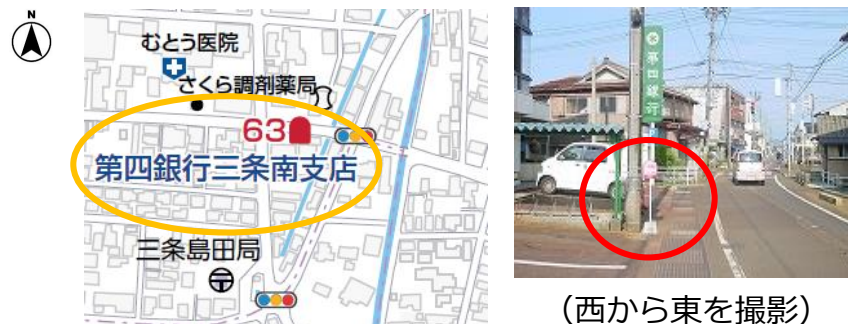 N
むとう医院
さくら調剤薬局
63
第四銀行三条南支店
三条島田局
第四銀行
（西から東を撮影）